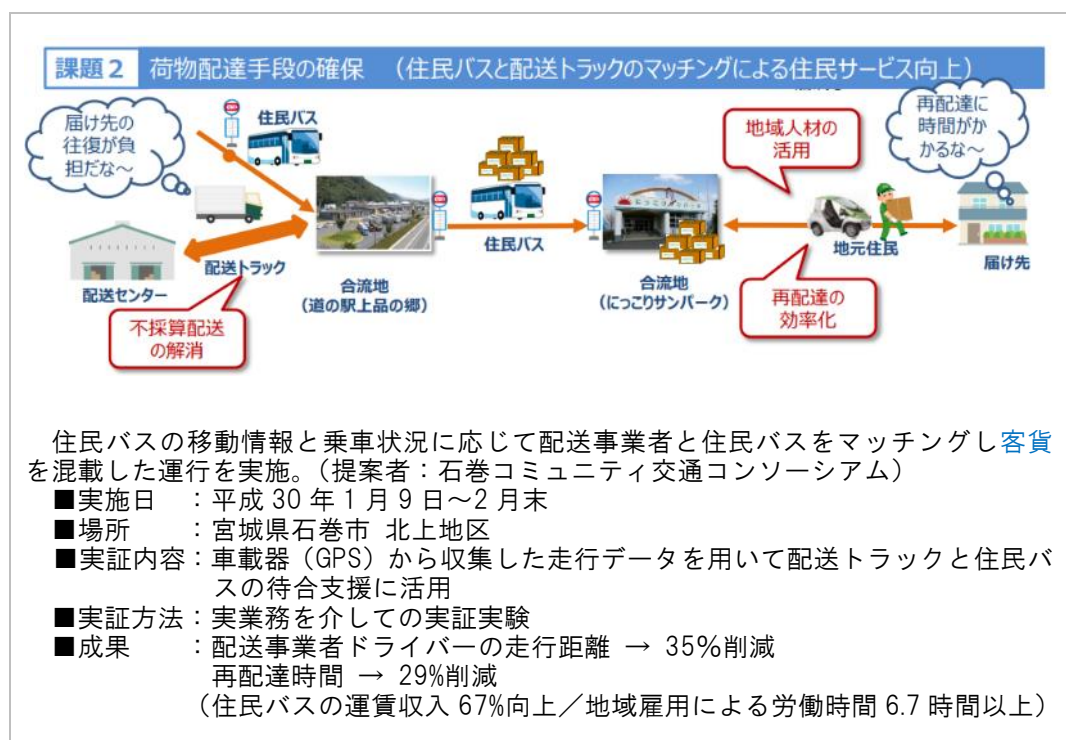 課題2 荷物配達手段の確保 (住民バスと配送トラックのマッチングによる住民サービス向上)
届け先の
往復が負
担だな~
住民バス
地域人材の
活用
再配達に
時間がか
かるな~
配送センター
配送トラック
合流地
(道の駅上品の郷)
住民バス
にっこり
合流地
(にっこりサンパーク)
地元住民
届け先
不採算配送
の解消
再配達の
効率化
住民バスの移動情報と乗車状況に応じて配送事業者と住民バスをマッチングし客貨
を混載した運行を実施。(提案者:石巻コミュニティ交通コンソーシアム)
■実施日 :平成30年1月9日~2月末
■場所 :宮城県石巻市 北上地区
■実証内容:車載器(GPS)から収集した走行データを用いて配送トラックと住民バ
スの待合支援に活用
■実証方法:実業務を介しての実証実験
■成果 :配送事業者ドライバーの走行距離 → 35%削減
再配達時間 → 29%削減
(住民バスの運賃収入67%向上/地域雇用による労働時間6.7時間以上)